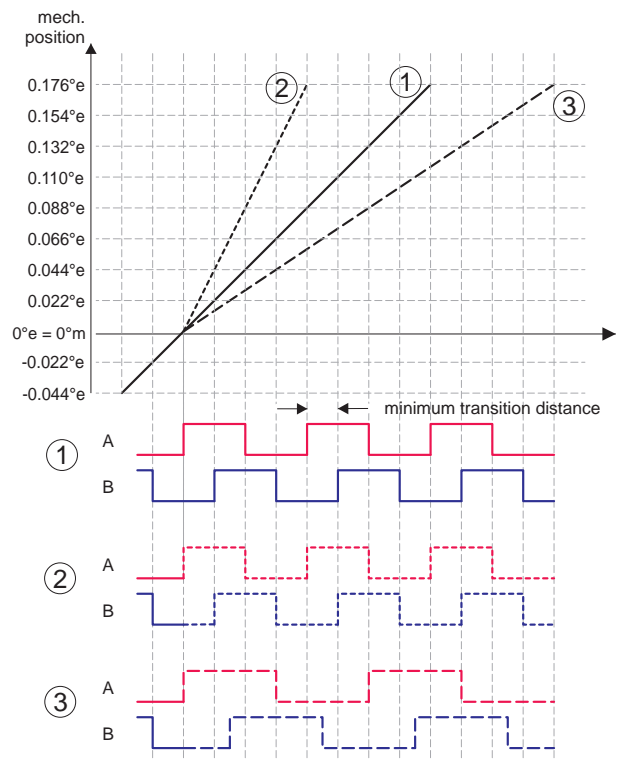 mech.
position
0.176°e
0.154°e
0.132°e
0.110°e
0.088°e
0.066°e
0.044°e
0.022°e
0°e = 0°m
-0.022°e
-0.044°e
2
1
3
minimum transition distance
1
A
B
2
A
B
3
A
B